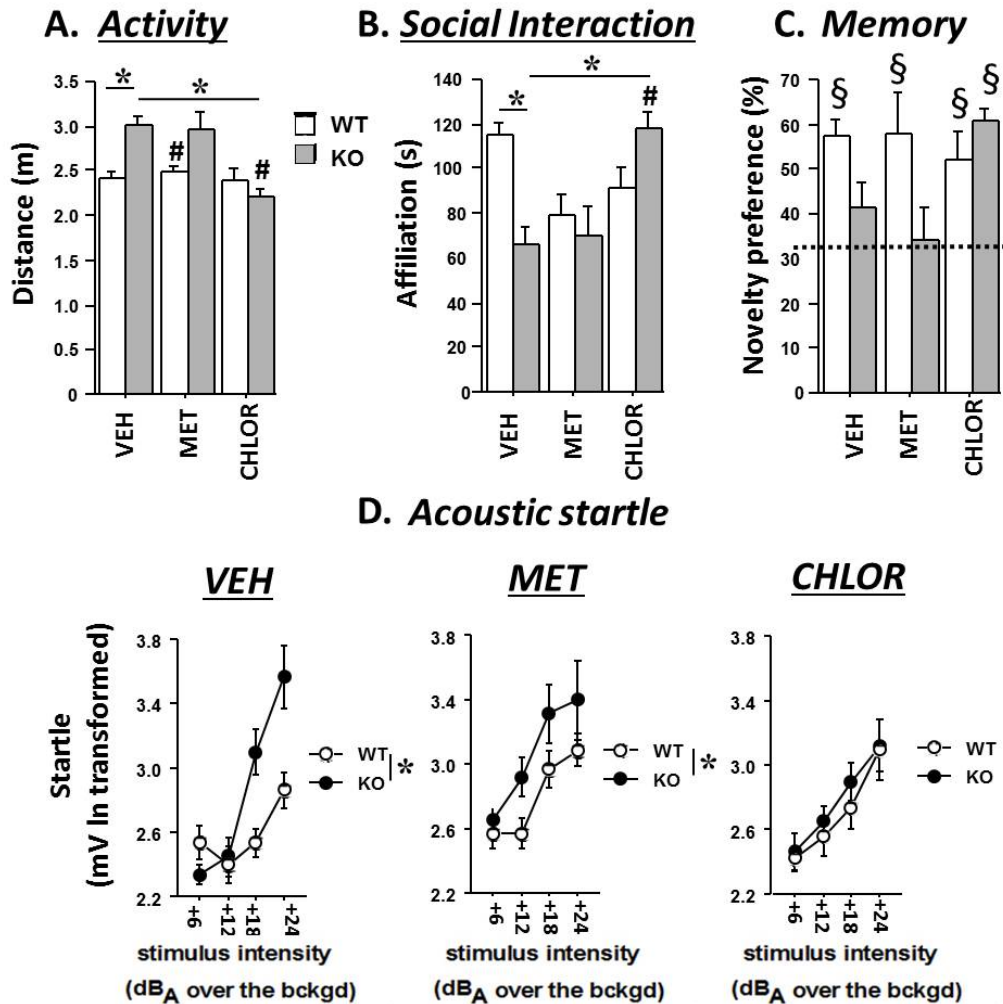 A. Activity
B. Social Interaction
C. Memory
Distance (m)
3.5
3.0
2.5
2.0
1.5
1.0
0.5
0
*
*
#
#
VEH
MET
CHLOR
WT
KO
Affiliation (s)
140
120
100
80
60
40
20
0
*
*
#
VEH
MET
CHLOR
Novelty preference (%)
70
60
50
40
30
20
10
0
§
§
§
§
VEH
MET
CHLOR
D. Acoustic startle
VEH
MET
CHLOR
Startle
(mV ln transformed)
3.8
3.4
3.0
2.6
2.2
WT
KO
*
+6
+12
+18
+24
stimulus intensity
(dBA over the bckgd)
3.8
3.4
3.0
2.6
2.2
WT
KO
*
+6
+12
+18
+24
stimulus intensity
(dBA over the bckgd)
3.8
3.4
3.0
2.6
2.2
WT
KO
+6
+12
+18
+24
stimulus intensity
(dBA over the bckgd)